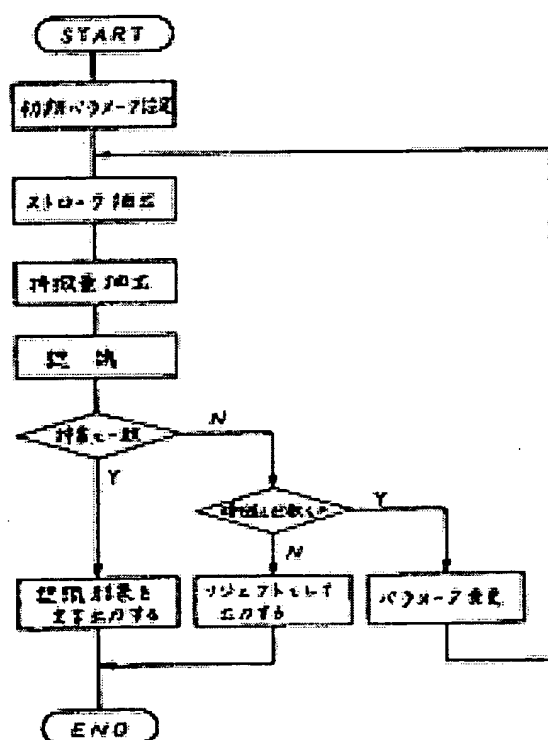 START
初期パラメータ設定
ストローク抽出
特徴量加工
認識
N
Y
Y
N
認識結果を
文字出力する
リジェクトとして
出力する
パラメータ変更
END